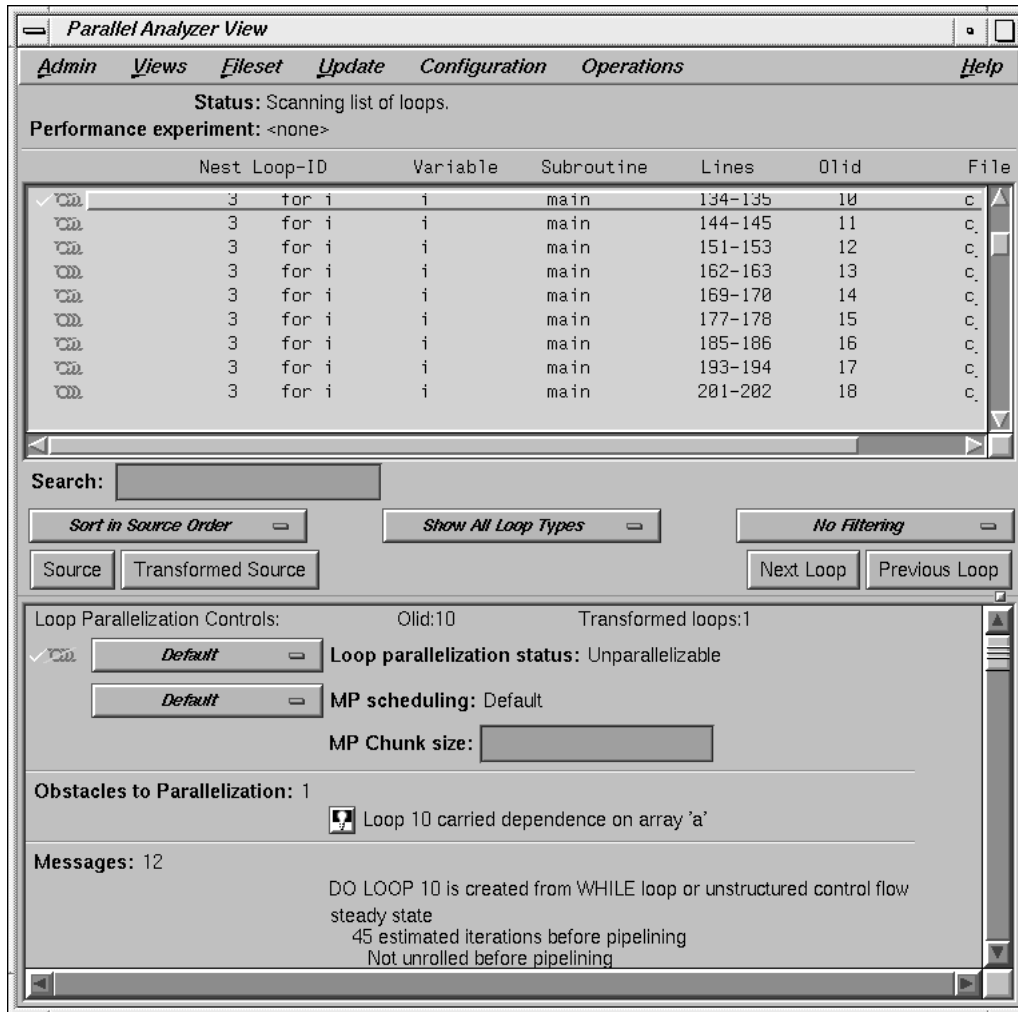 Parallel Analyzer View
Admin Views Fileset Update Configuration Operations Help
Status: Scanning list of loops.
Performance experiment: <none>
Nest Loop-ID Variable Subroutine Lines Olid File
3 for i i main 134-135 10 c
3 for i i main 144-145 11 c_
3 for i i main 151-153 12 c_
3 for i i main 162-163 13 c_
3 for i i main 169-170 14 c_
3 for i i main 177-178 15 c_
3 for i i main 185-186 16 c_
3 for i i main 193-194 17 c_
3 for i i main 201-202 18 c_
Search:
Sort in Source Order Show All Loop Types No Filtering
Source Transformed Source Next Loop Previous Loop
Loop Parallelization Controls: Olid:10 Transformed loops:1
Default Loop parallelization status: Unparallelizable
Default MP scheduling: Default
MP Chunk size:
Obstacles to Parallelization: 1
Loop 10 carried dependence on array 'a'
Messages: 12
DO LOOP 10 is created from WHILE loop or unstructured control flow
steady state
45 estimated iterations before pipelining
Not unrolled before pipelining